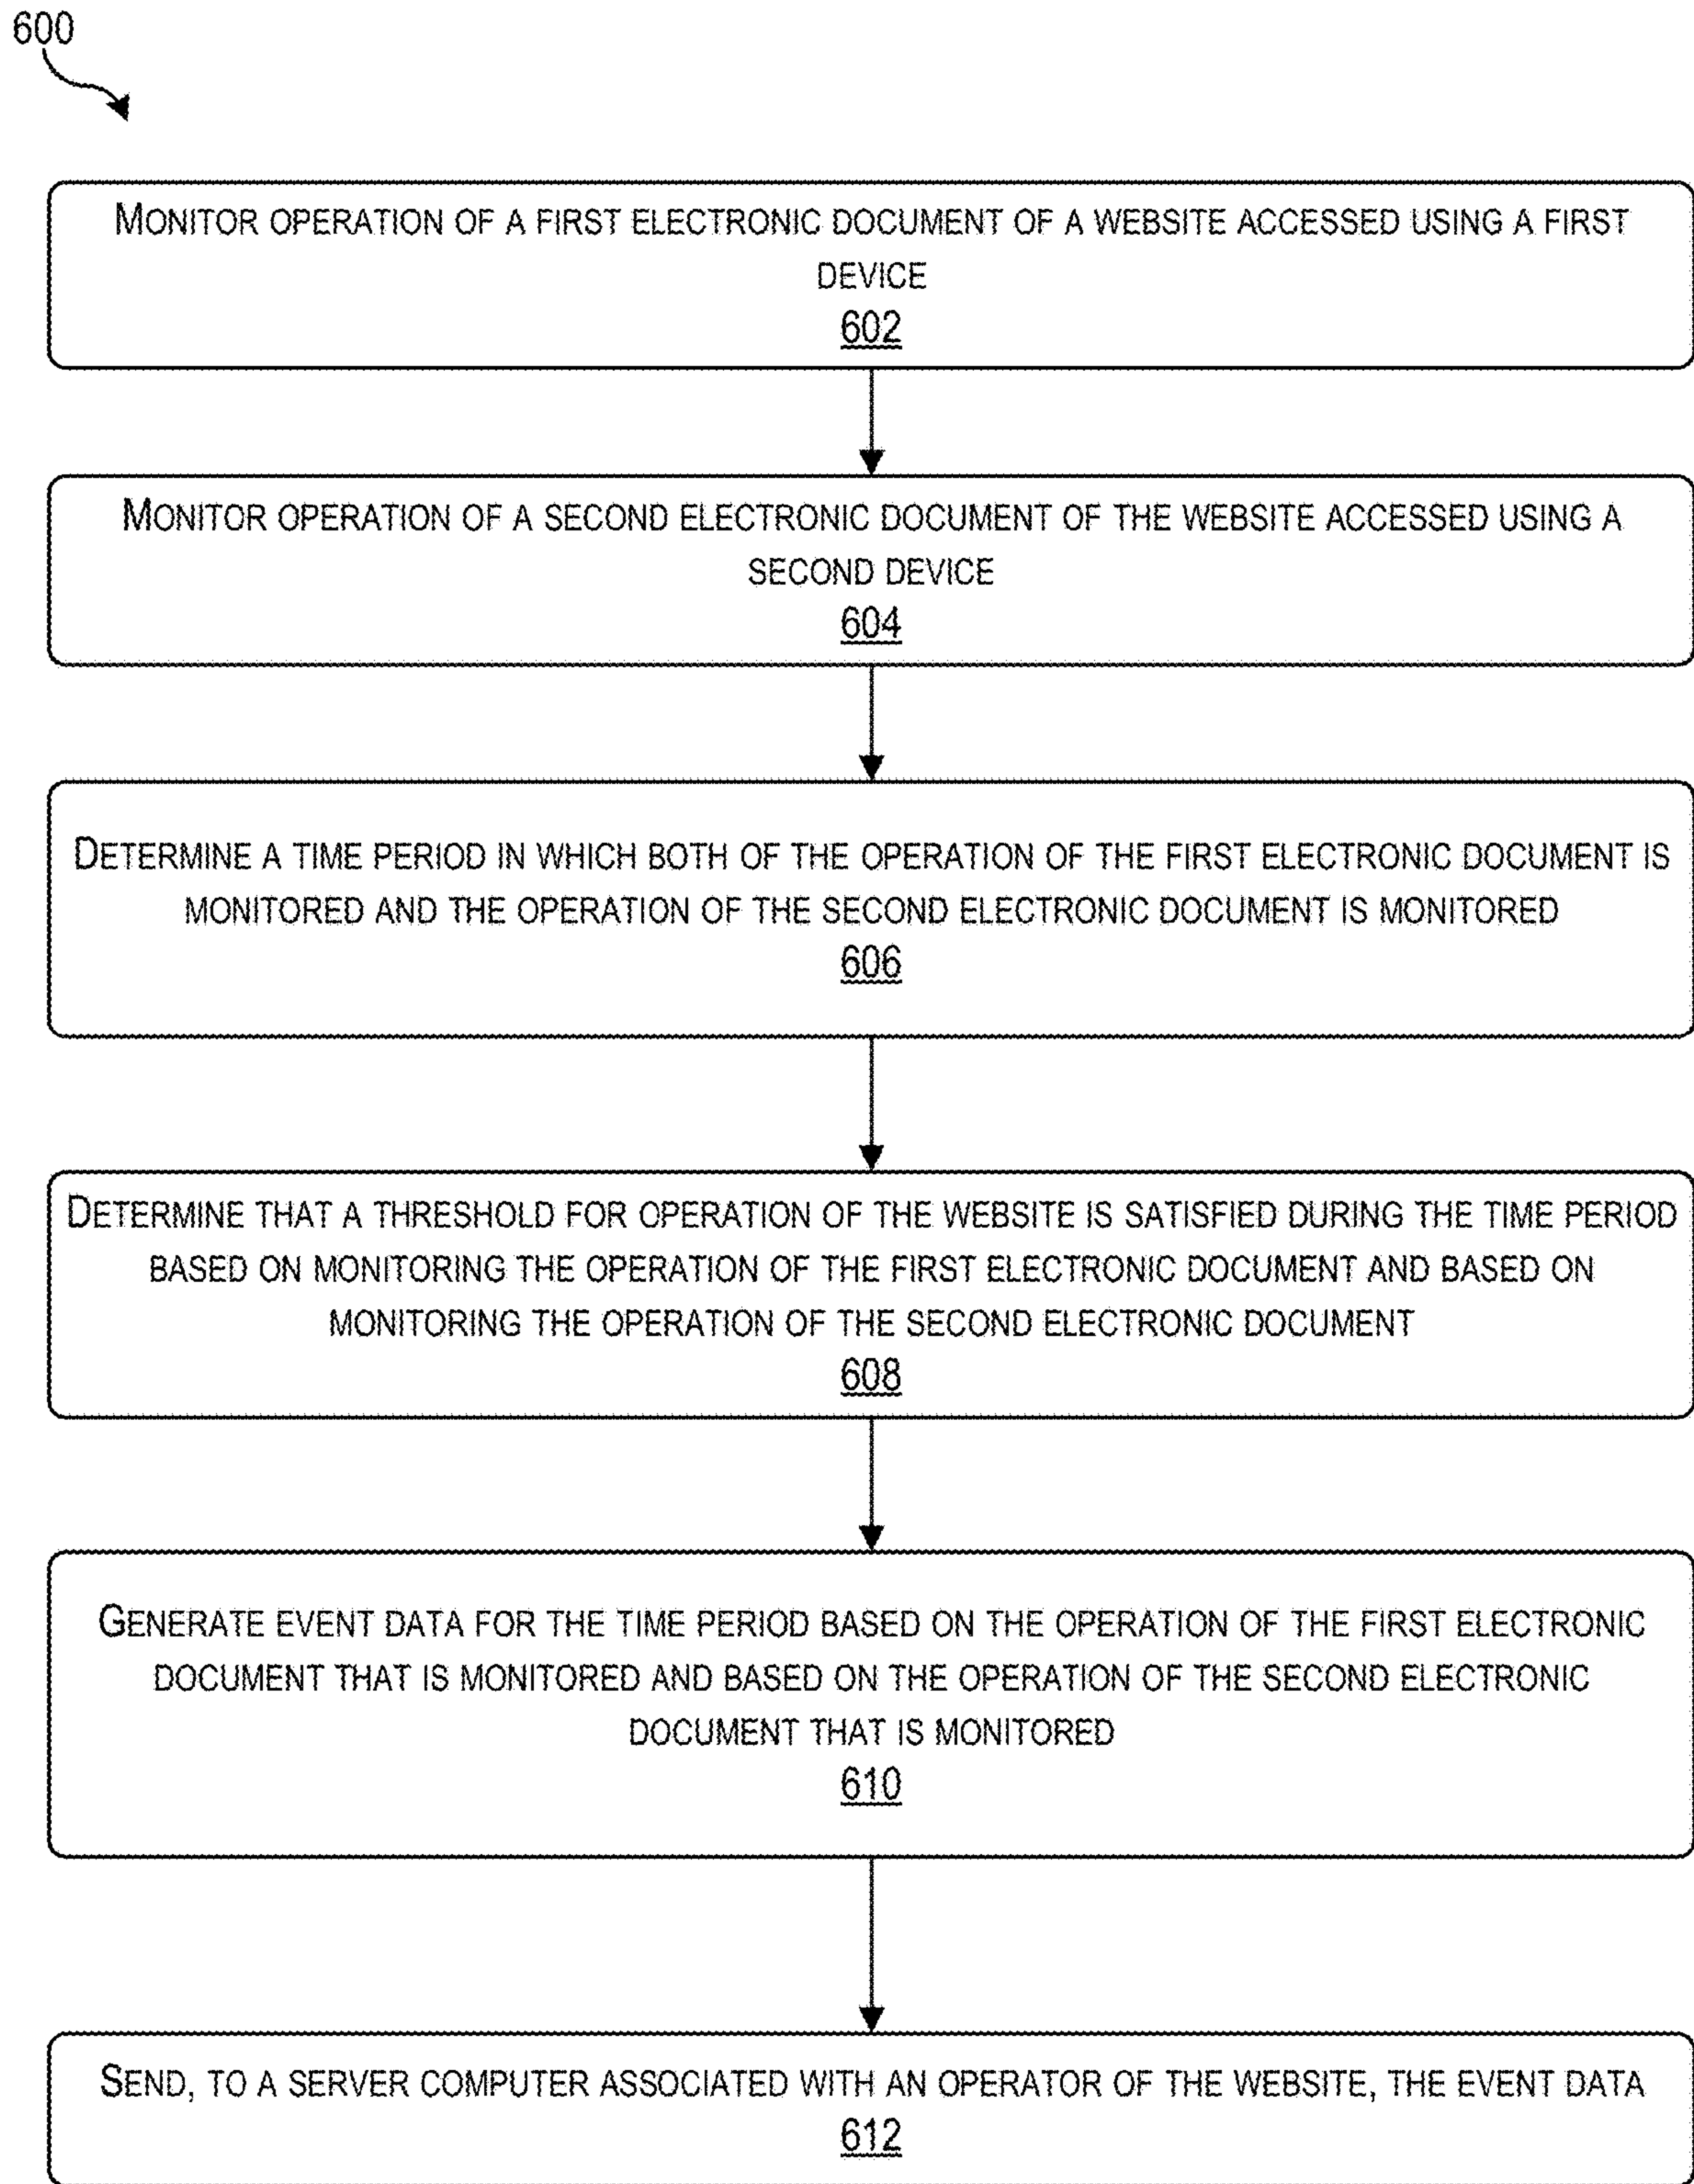 600
MONITOR OPERATION OF A FIRST ELECTRONIC DOCUMENT OF A WEBSITE ACCESSED USING A FIRST
DEVICE
602
MONITOR OPERATION OF A SECOND ELECTRONIC DOCUMENT OF THE WEBSITE ACCESSED USING A
SECOND DEVICE
604
DETERMINE A TIME PERIOD IN WHICH BOTH OF THE OPERATION OF THE FIRST ELECTRONIC DOCUMENT IS
MONITORED AND THE OPERATION OF THE SECOND ELECTRONIC DOCUMENT IS MONITORED
606
DETERMINE THAT A THRESHOLD FOR OPERATION OF THE WEBSITE IS SATISFIED DURING THE TIME PERIOD
BASED ON MONITORING THE OPERATION OF THE FIRST ELECTRONIC DOCUMENT AND BASED ON
MONITORING THE OPERATION OF THE SECOND ELECTRONIC DOCUMENT
608
GENERATE EVENT DATA FOR THE TIME PERIOD BASED ON THE OPERATION OF THE FIRST ELECTRONIC
DOCUMENT THAT IS MONITORED AND BASED ON THE OPERATION OF THE SECOND ELECTRONIC
DOCUMENT THAT IS MONITORED
610
SEND, TO A SERVER COMPUTER ASSOCIATED WITH AN OPERATOR OF THE WEBSITE, THE EVENT DATA
612